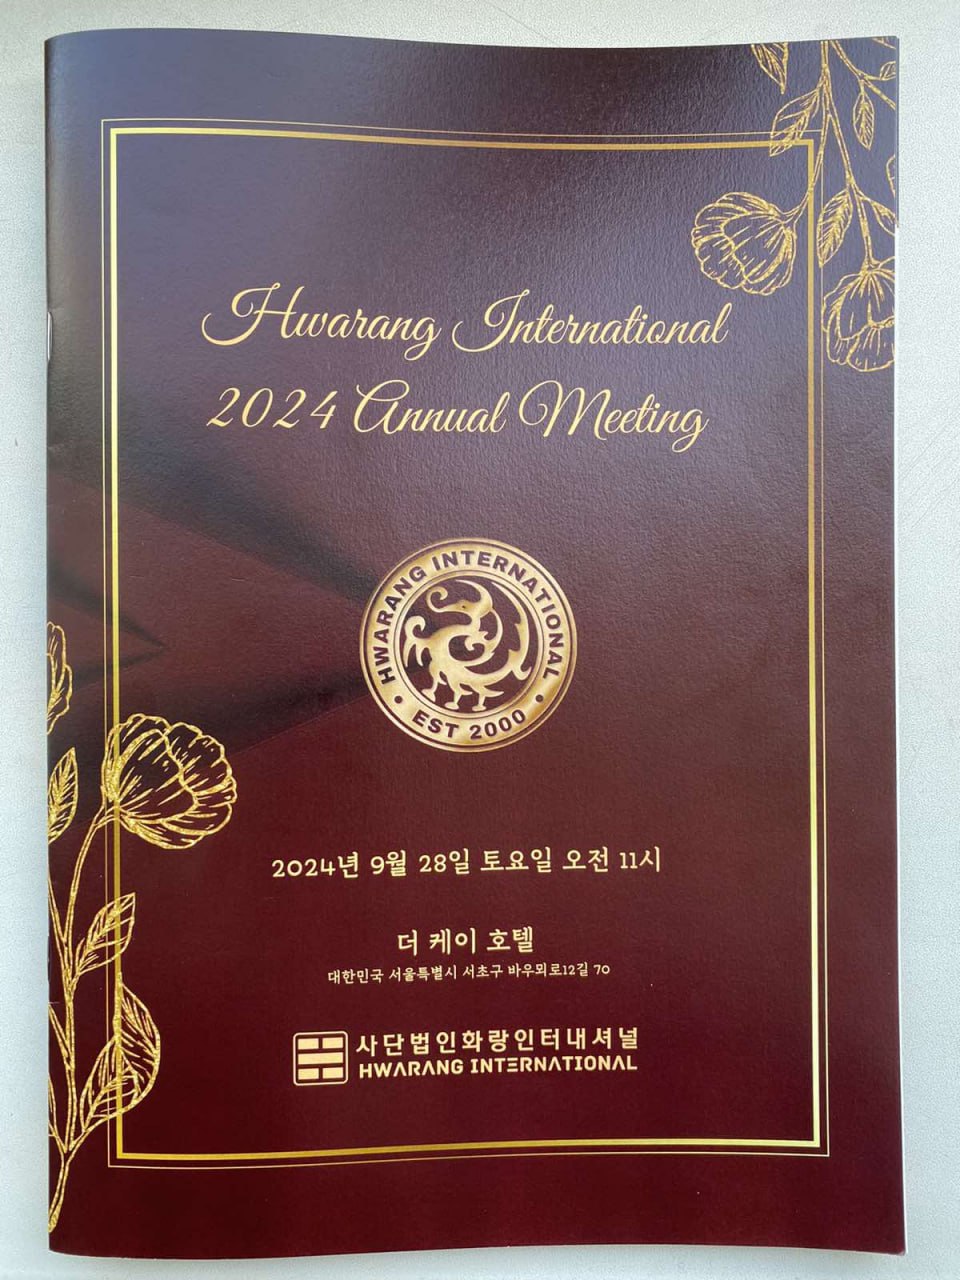 Hwarang International
2024 Annual Meeting
HWARANG INTERNATIONAL
• EST 2000 •
2024년 9월 28일 토요일 오전 11시
더 케이 호텔
대한민국 서울특별시 서초구 바우뫼로12길 70
사단법인화랑인터내셔널
HWARANG INTERNATIONAL